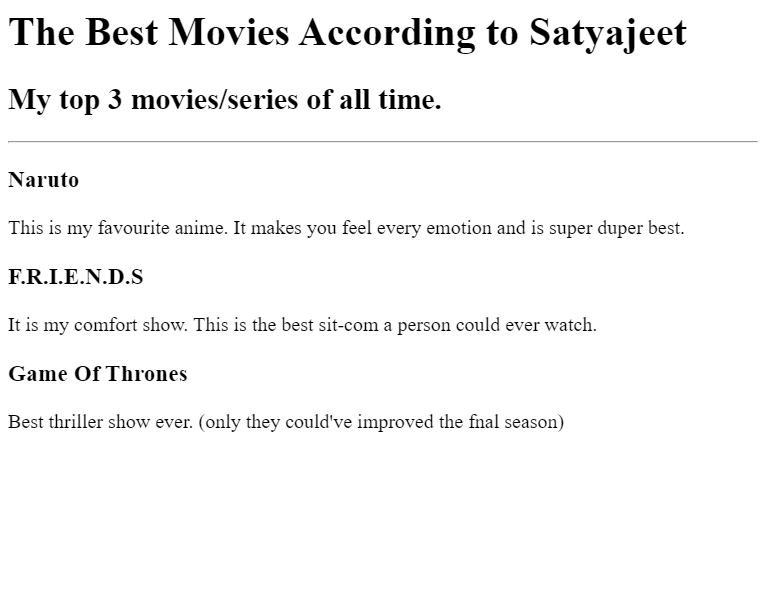 The Best Movies According to Satyajeet
My top 3 movies/series of all time.
Naruto
This is my favourite anime. It makes you feel every emotion and is super duper best.
F.R.I.E.N.D.S
It is my comfort show. This is the best sit-com a person could ever watch.
Game Of Thrones
Best thriller show ever. (only they could've improved the fnal season)